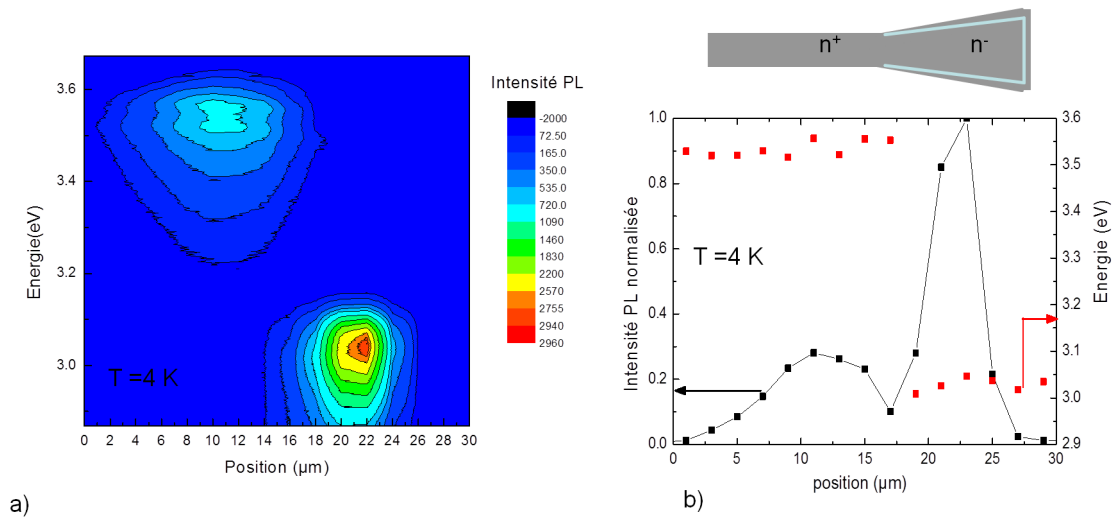 n+ n-
a)
Intensité PL
-2000
72.50
165.0
350.0
535.0
720.0
1090
1460
1830
2200
2570
2755
2940
2960
3.6
3.4
3.2
3.0
Energie(eV)
T =4 K
0 2 4 6 8 10 12 14 16 18 20 22 24 26 28 30
Position (µm)
1.0
0.8
0.6
0.4
0.2
0.0
Intensité PL normalisée
T =4 K
3.6
3.5
3.4
3.3
3.2
3.1
3.0
2.9
Energie (eV)
0 5 10 15 20 25 30
position (µm)
b)